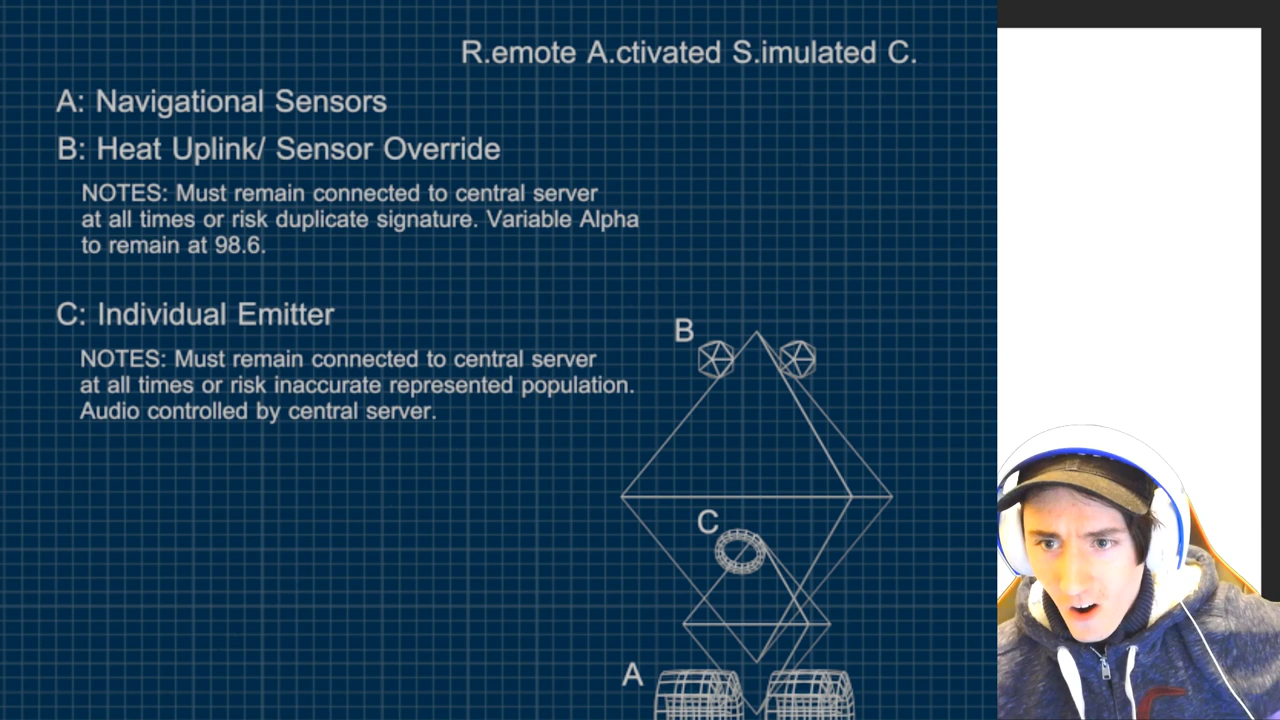 R.emote A.ctivated S.imulated C.
A: Navigational Sensors
B: Heat Uplink/ Sensor Override
NOTES: Must remain connected to central server
at all times or risk duplicate signature. Variable Alpha
to remain at 98.6.
C: Individual Emitter
NOTES: Must remain connected to central server
at all times or risk inaccurate represented population.
Audio controlled by central server.
B
C
A